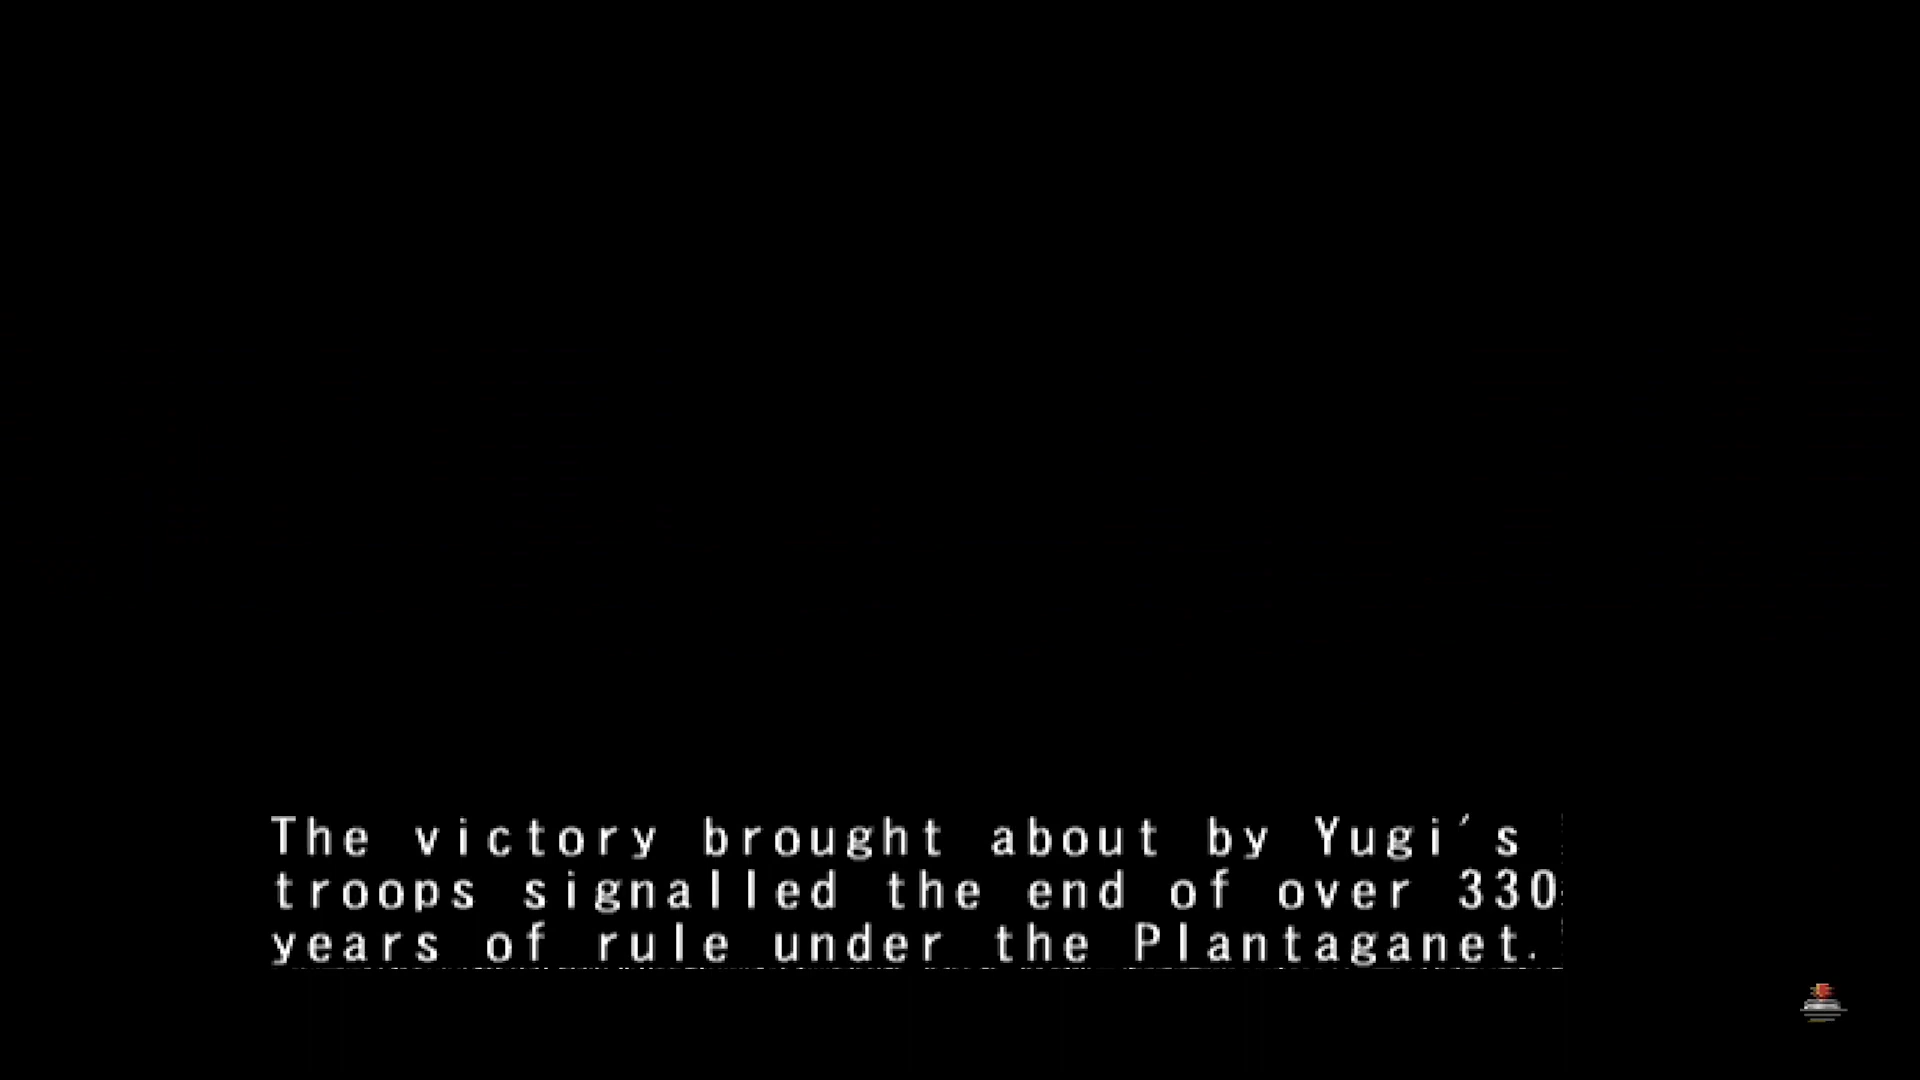 The victory brought about by Yugi's
troops signalled the end of over 330
years of rule under the Plantaganet.